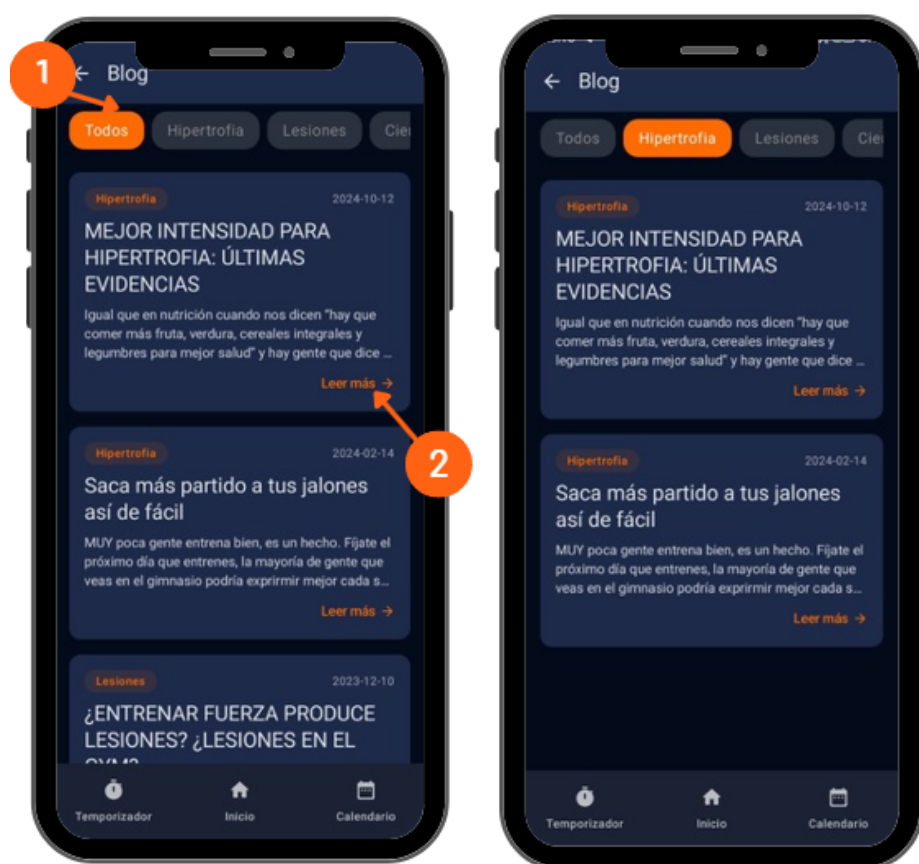 1
← Blog
Todos Hipertrofia Lesiones
Hipertrofia 2024-10-12
MEJOR INTENSIDAD PARA
HIPERTROFIA: ÚLTIMAS
EVIDENCIAS
Igual que en nutrición cuando nos dicen "hay que
comer más fruta, verdura, cereales integrales y
legumbres para mejor salud" y hay gente que dice ...
Leer más →
2
Hipertrofia 2024-02-14
Saca más partido a tus jalones
así de fácil
MUY poca gente entrena bien, es un hecho. Fíjate el
próximo día que entrenes, la mayoría de gente que
veas en el gimnasio podría exprirmir mejor cada s...
Leer más →
Lesiones 2023-12-10
¿ENTRENAR FUERZA PRODUCE
LESIONES? ¿LESIONES EN EL
Temporizador Inicio Calendario
← Blog
Todos Hipertrofia Lesiones
Hipertrofia 2024-10-12
MEJOR INTENSIDAD PARA
HIPERTROFIA: ÚLTIMAS
EVIDENCIAS
Igual que en nutrición cuando nos dicen "hay que
comer más fruta, verdura, cereales integrales y
legumbres para mejor salud" y hay gente que dice ...
Leer más →
Hipertrofia 2024-02-14
Saca más partido a tus jalones
así de fácil
MUY poca gente entrena bien, es un hecho. Fíjate el
próximo día que entrenes, la mayoría de gente que
veas en el gimnasio podría exprirmir mejor cada s...
Leer más →
Temporizador Inicio Calendario